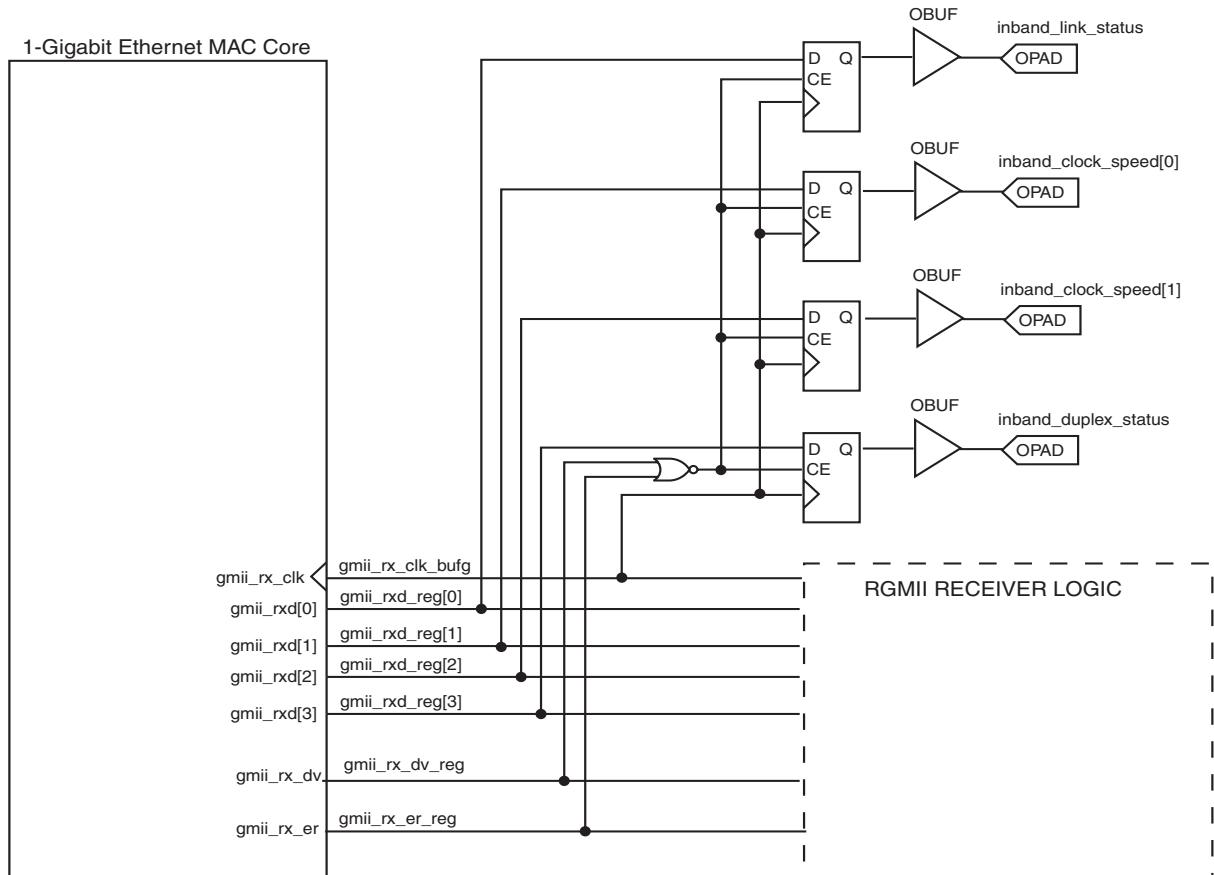 1-Gigabit Ethernet MAC Core
OBUF
inband_link_status
D Q
CE
OPAD
OBUF
inband_clock_speed[0]
D Q
CE
OPAD
OBUF
inband_clock_speed[1]
D Q
CE
OPAD
OBUF
inband_duplex_status
D Q
CE
OPAD
gmii_rx_clk
gmii_rx_clk_bufg
RGMII RECEIVER LOGIC
gmii_rxd[0]
gmii_rxd_reg[0]
gmii_rxd[1]
gmii_rxd_reg[1]
gmii_rxd[2]
gmii_rxd_reg[2]
gmii_rxd[3]
gmii_rxd_reg[3]
gmii_rx_dv
gmii_rx_dv_reg
gmii_rx_er
gmii_rx_er_reg